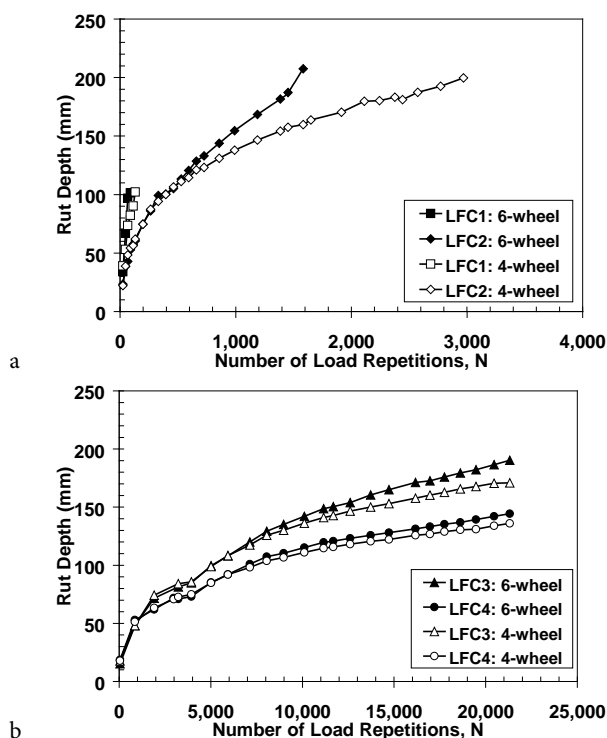 250
200
150
100
50
0
Rut Depth (mm)
LFC1: 6-wheel
LFC2: 6-wheel
LFC1: 4-wheel
LFC2: 4-wheel
0 1,000 2,000 3,000 4,000
Number of Load Repetitions, N
a
250
200
150
100
50
0
Rut Depth (mm)
LFC3: 6-wheel
LFC4: 6-wheel
LFC3: 4-wheel
LFC4: 4-wheel
0 5,000 10,000 15,000 20,000 25,000
Number of Load Repetitions, N
b